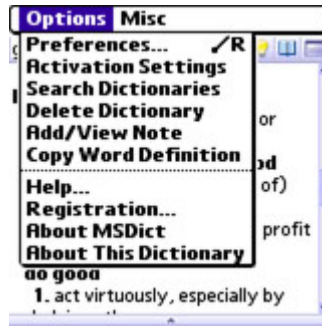 Options Misc
Preferences... /R
Activation Settings
Search Dictionaries
Delete Dictionary
or
Add/View Note
Copy Word Definition
of)
Help...
Registration...
profit
About MSDict
About This Dictionary
do good
1. act virtuously, especially by